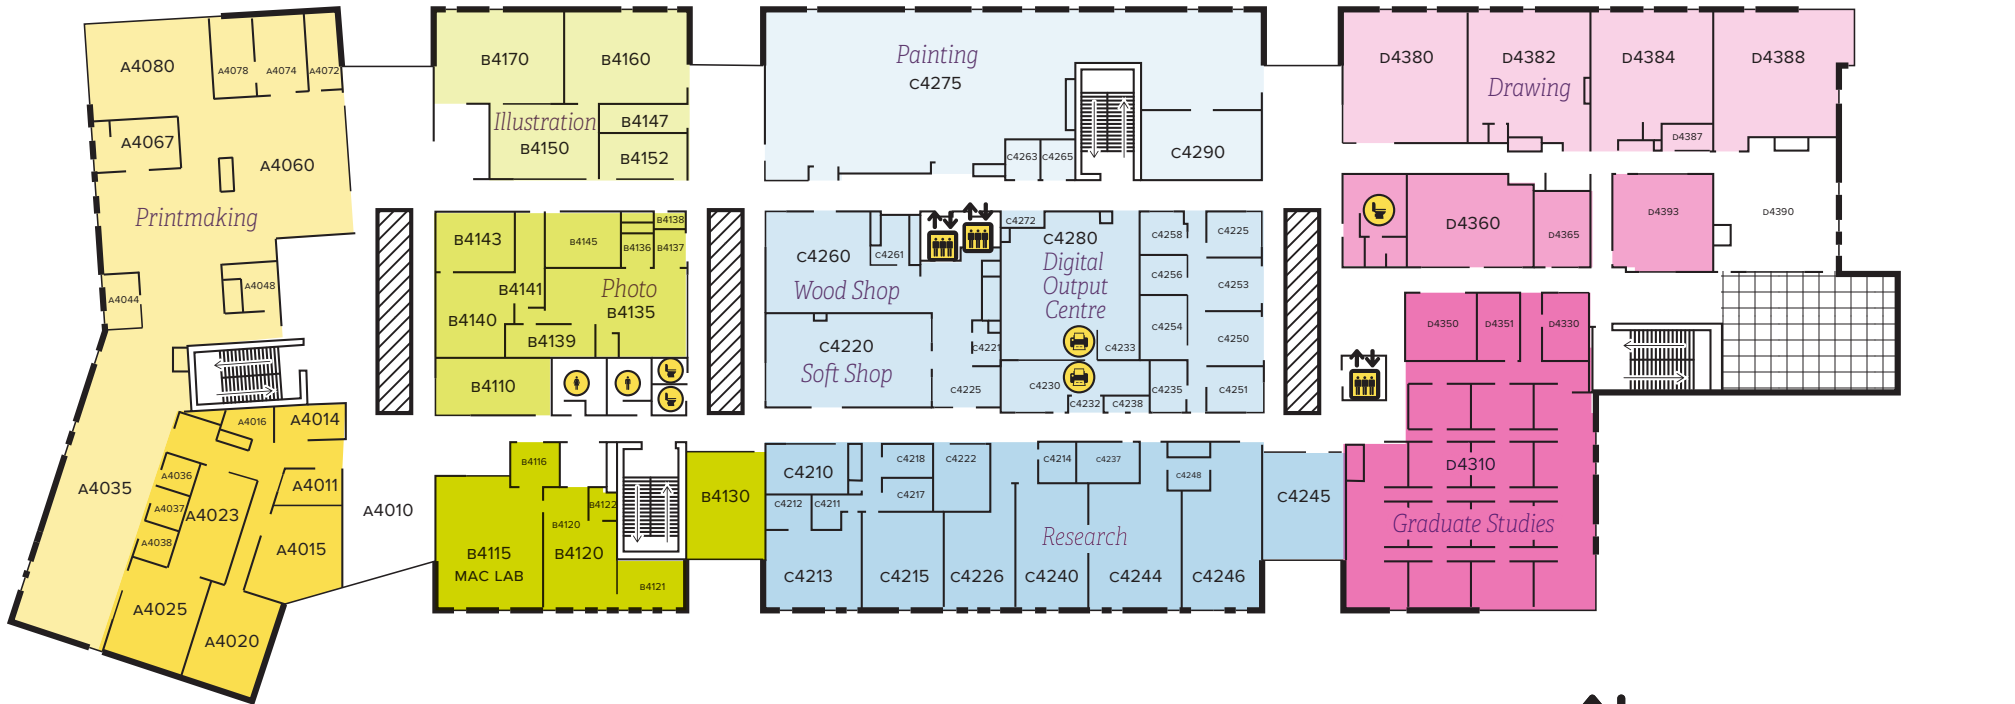 A4080
A4078
A4074
A4072
A4067
A4060
Printmaking
A4044
A4048
A4035
A4016
A4014
A4036
A4011
A4037
A4023
A4038
A4015
A4025
A4020
A4010
B4170
B4160
Illustration
B4147
B4150
B4152
B4143
B4145
B4138
B4136
B4137
B4141
Photo
B4135
B4140
B4139
B4110
B4116
B4122
B4120
B4115
MAC LAB
B4120
B4121
B4130
Painting
C4275
C4263
C4265
C4290
C4260
C4261
Wood Shop
C4220
Soft Shop
C4221
C4225
C4272
C4280
Digital
Output
Centre
C4258
C4225
C4256
C4253
C4254
C4250
C4233
C4230
C4235
C4251
C4232
C4238
C4210
C4218
C4222
C4214
C4237
C4248
C4212
C4211
C4217
Research
C4213
C4215
C4226
C4240
C4244
C4246
C4245
D4380
D4382
D4384
D4388
Drawing
D4387
D4360
D4365
D4393
D4390
D4350
D4351
D4330
D4310
Graduate Studies